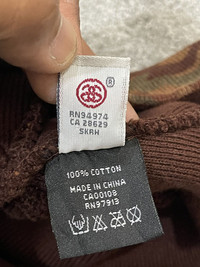 ®
RN94974
CA 28629
SKRH
100% COTTON
MADE IN CHINA
CA00108
RN97913